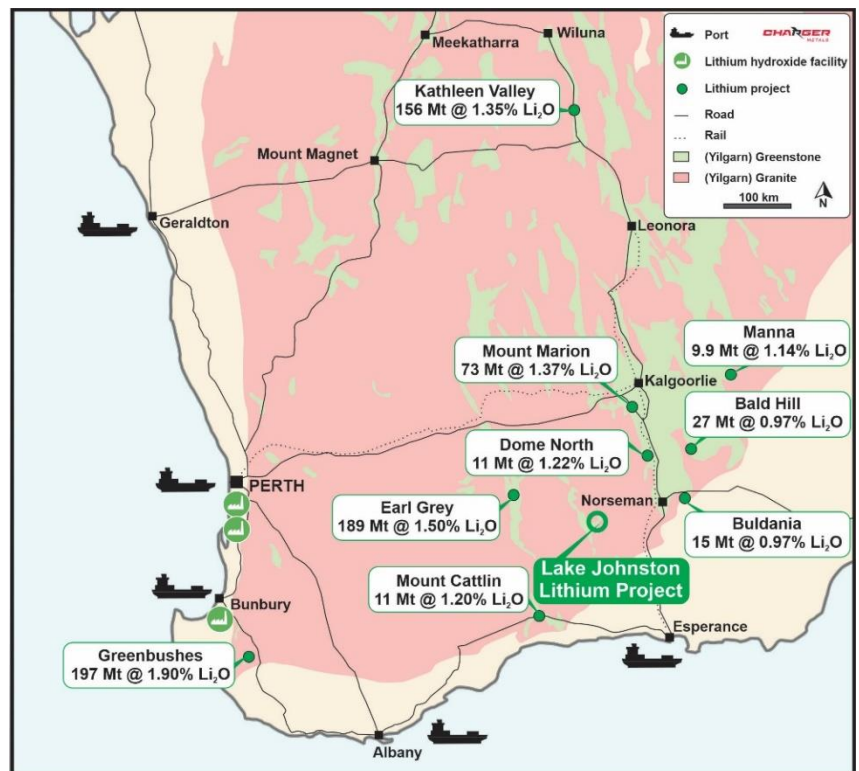 Port
CHARGER
METALS
Lithium hydroxide facility
Lithium project
Road
Rail
(Yilgarn) Greenstone
(Yilgarn) Granite
100 km
N
Meekatharra
Wiluna
Kathleen Valley
156 Mt @ 1.35% Li₂O
Mount Magnet
Geraldton
Leonora
Manna
9.9 Mt @ 1.14% Li₂O
Mount Marion
73 Mt @ 1.37% Li₂O
Kalgoorlie
Bald Hill
27 Mt @ 0.97% Li₂O
Dome North
11 Mt @ 1.22% Li₂O
PERTH
Earl Grey
189 Mt @ 1.50% Li₂O
Norseman
Buldania
15 Mt @ 0.97% Li₂O
Lake Johnston
Lithium Project
Mount Cattlin
11 Mt @ 1.20% Li₂O
Bunbury
Esperance
Greenbushes
197 Mt @ 1.90% Li₂O
Albany